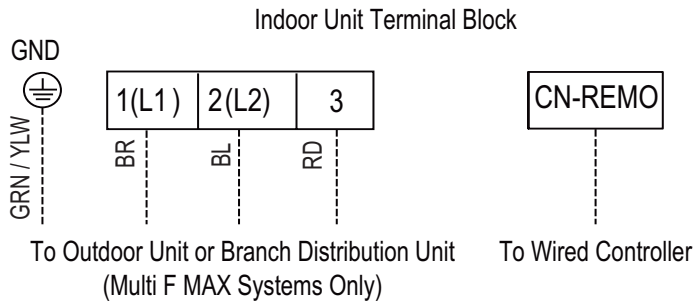 Indoor Unit Terminal Block
GND
1(L1) 2(L2) 3
CN-REMO
GRN / YLW
BR
BL
RD
To Outdoor Unit or Branch Distribution Unit
(Multi F MAX Systems Only)
To Wired Controller